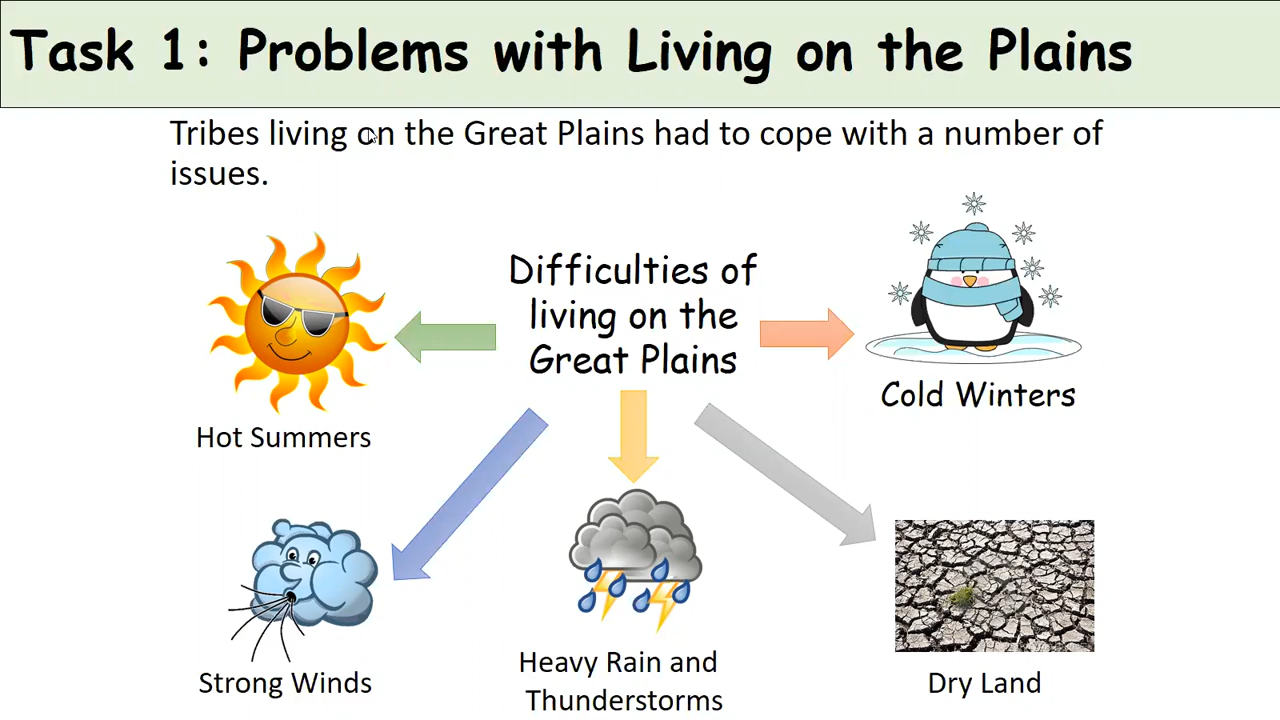 Task 1: Problems with Living on the Plains
Tribes living on the Great Plains had to cope with a number of
issues.
Difficulties of
living on the
Great Plains
Hot Summers
Cold Winters
Strong Winds
Heavy Rain and
Thunderstorms
Dry Land